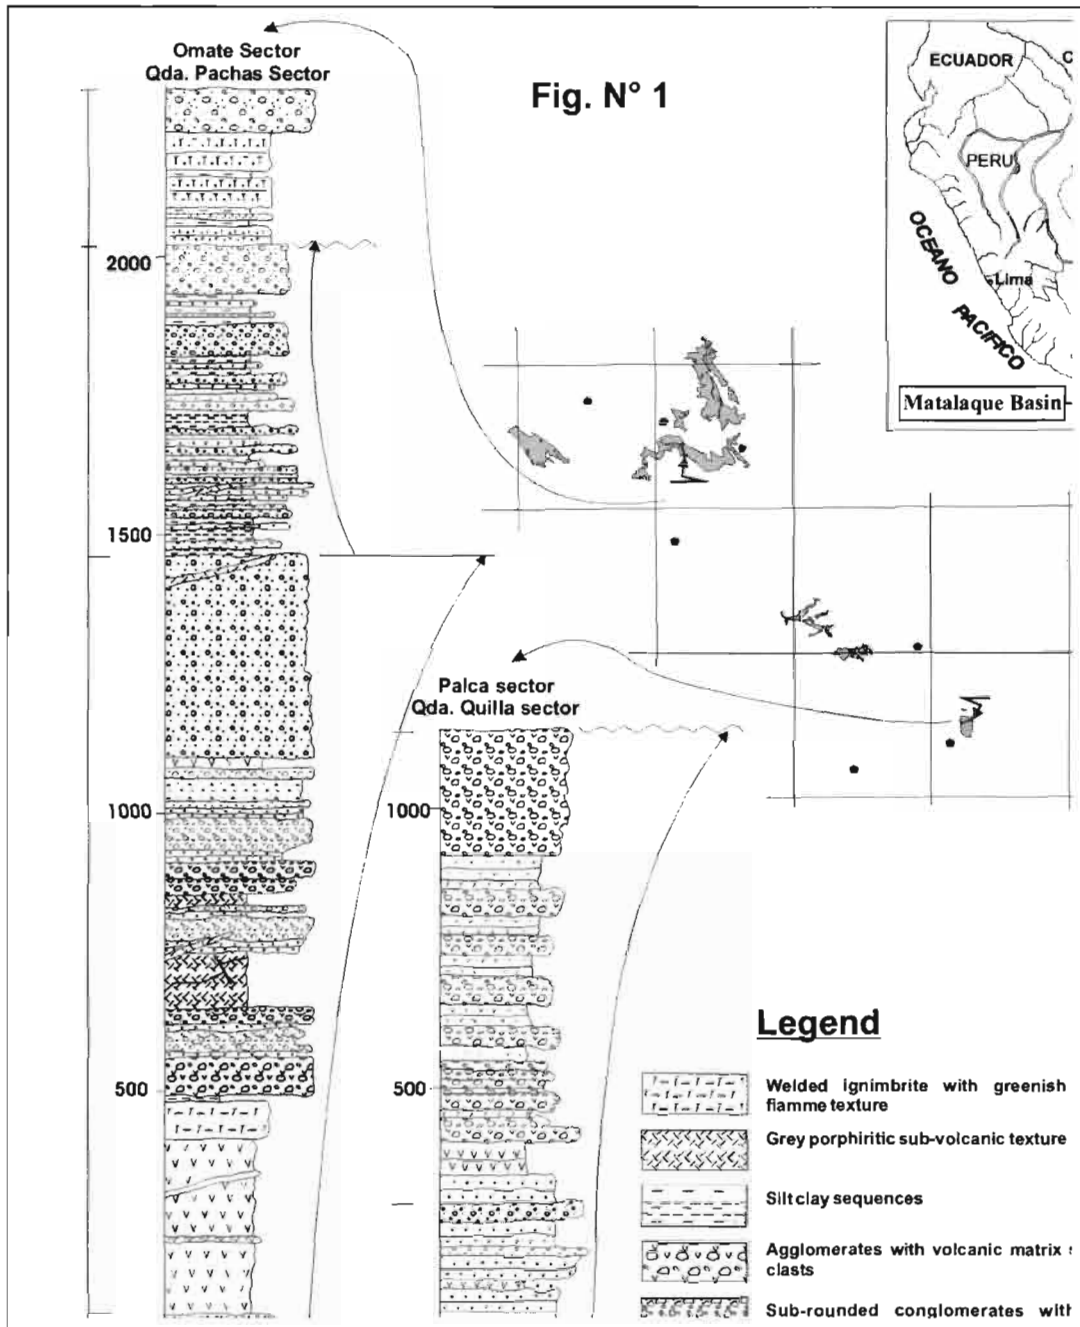 Omate Sector
Qda. Pachas Sector
Fig. N° 1
ECUADOR
C
PERU
OCEANO
PACIFICO
Lima
Matalaque Basin
2000
1500
1000
500
Palca sector
Qda. Quilla sector
1000
500
Legend
Welded ignimbrite with greenish
flamme texture
Grey porphiritic sub-volcanic texture
Silt clay sequences
Agglomerates with volcanic matrix
clasts
Sub-rounded conglomerates with